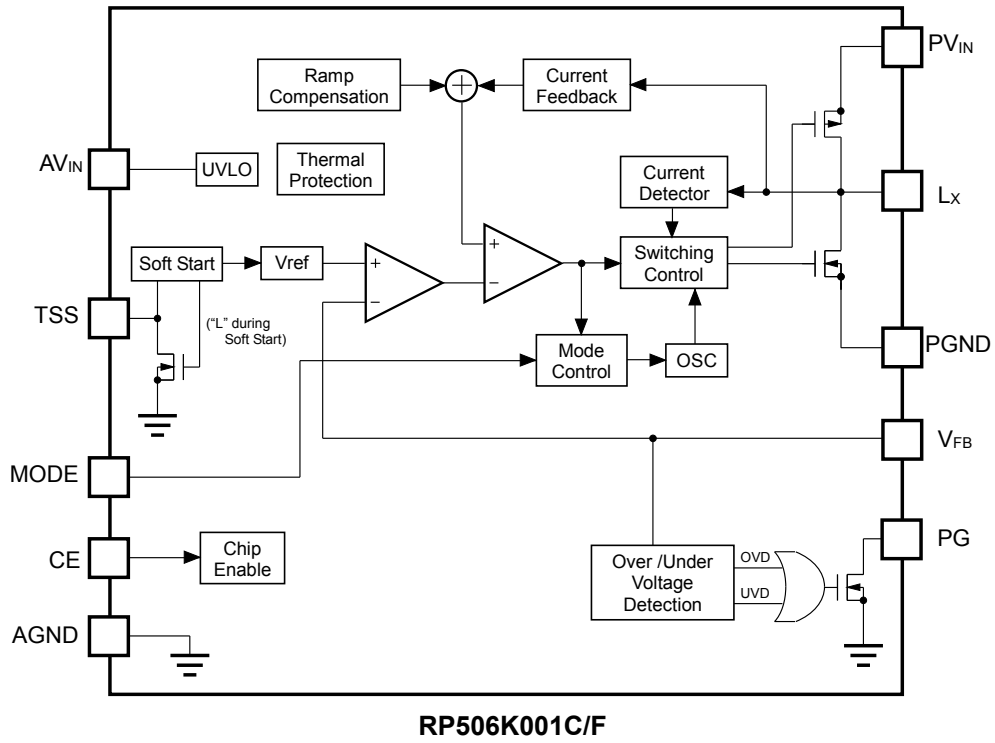 PVIN
Ramp
Compensation
+
Current
Feedback
AVIN
UVLO
Thermal
Protection
Current
Detector
LX
Soft Start
Vref
+
−
+
−
Switching
Control
TSS
("L" during
Soft Start)
Mode
Control
OSC
PGND
MODE
VFB
CE
Chip
Enable
Over /Under
Voltage
Detection
OVD
UVD
PG
AGND
RP506K001C/F